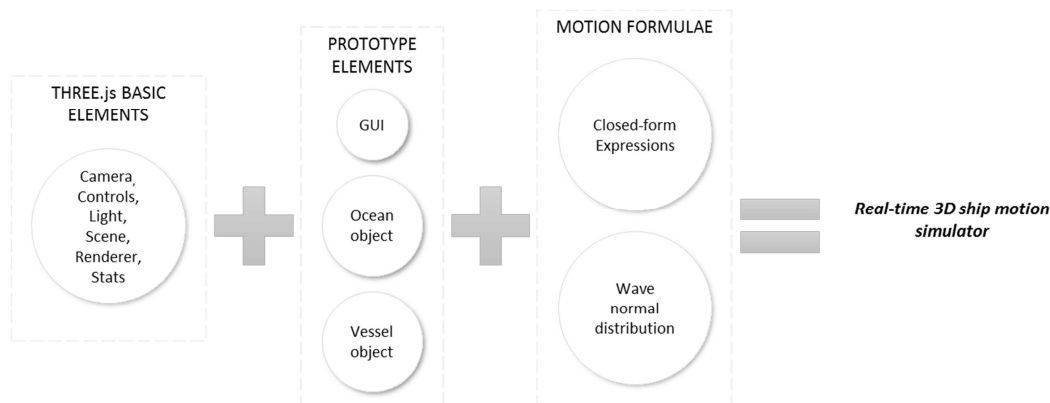 THREE.js BASIC
ELEMENTS
Camera,
Controls,
Light,
Scene,
Renderer,
Stats
PROTOTYPE
ELEMENTS
GUI
Ocean
object
Vessel
object
MOTION FORMULAE
Closed-form
Expressions
Wave
normal
distribution
Real-time 3D ship motion
simulator